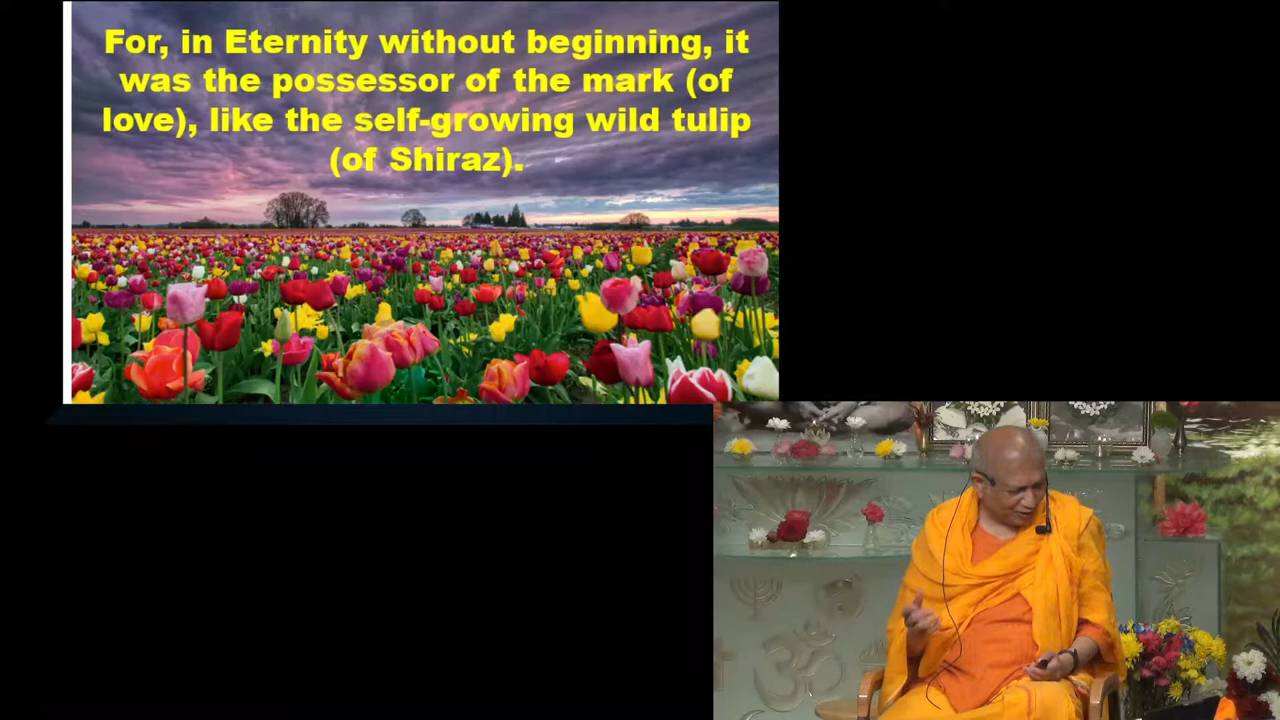 For, in Eternity without beginning, it
was the possessor of the mark (of
love), like the self-growing wild tulip
(of Shiraz).
ॐ